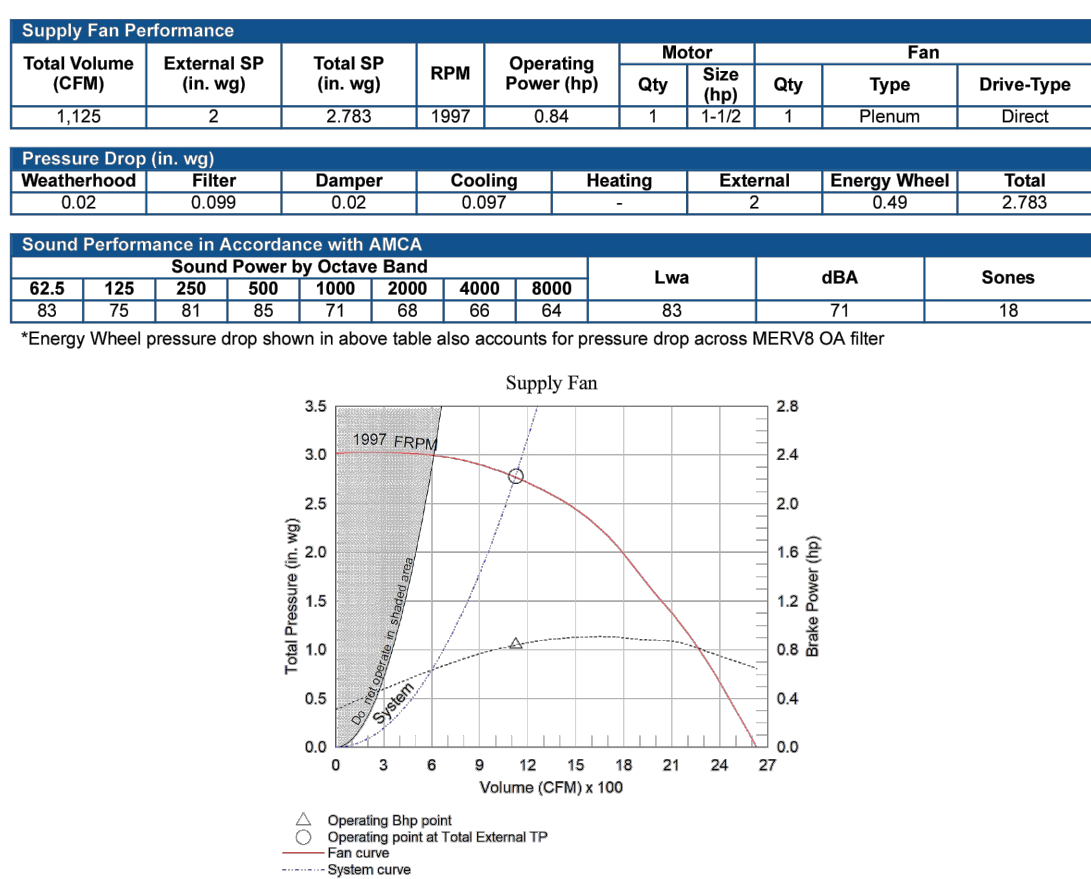 Supply Fan Performance
Total Volume (CFM) External SP (in. wg) Total SP (in. wg) RPM Operating Power (hp) Motor Fan
Qty Size (hp) Qty Type Drive-Type
1,125 2 2.783 1997 0.84 1 1-1/2 1 Plenum Direct
Pressure Drop (in. wg)
Weatherhood Filter Damper Cooling Heating External Energy Wheel Total
0.02 0.099 0.02 0.097 - 2 0.49 2.783
Sound Performance in Accordance with AMCA
Sound Power by Octave Band Lwa dBA Sones
62.5 125 250 500 1000 2000 4000 8000
83 75 81 85 71 68 66 64 83 71 18
*Energy Wheel pressure drop shown in above table also accounts for pressure drop across MERV8 OA filter
Supply Fan
3.5 2.8
1997 FRPM
3.0 2.4
2.5 2.0
2.0 1.6
1.5 1.2
1.0 0.8
0.5 0.4
0.0 0.0
Total Pressure (in. wg)
Do not operate in shaded area
System
Brake Power (hp)
0 3 6 9 12 15 18 21 24 27
Volume (CFM) x 100
Operating Bhp point
Operating point at Total External TP
Fan curve
System curve